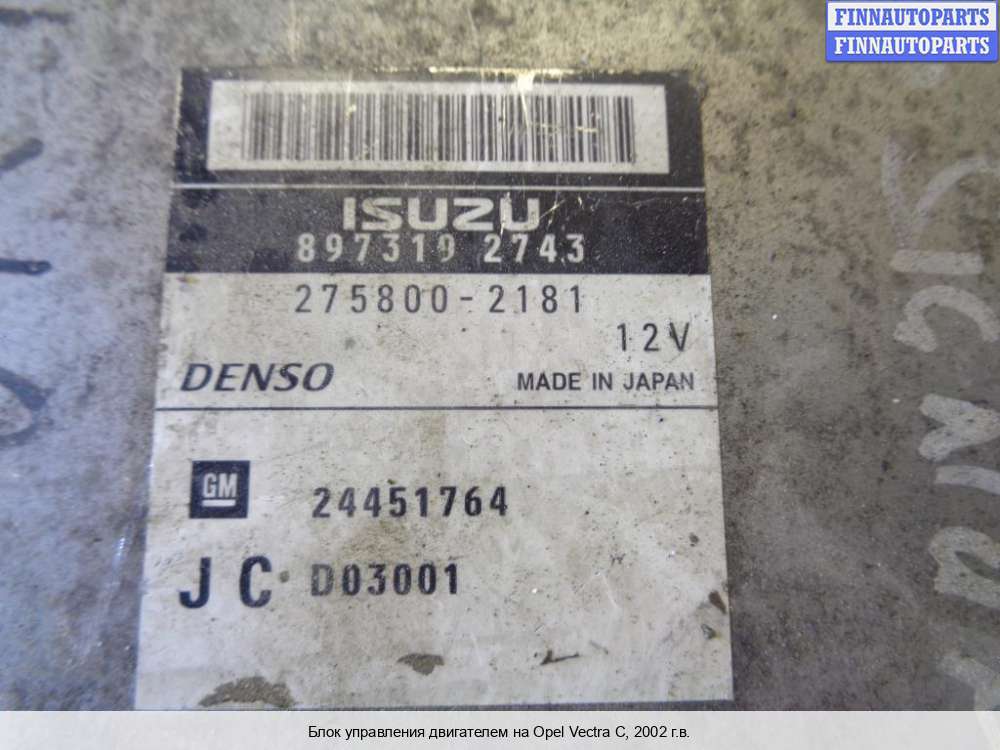 FINNAUTOPARTS
FINNAUTOPARTS
ISUZU
897319 2743
275800-2181
12V
DENSO
MADE IN JAPAN
GM
24451764
JC D03001
Блок управления двигателем на Opel Vectra C, 2002 г.в.